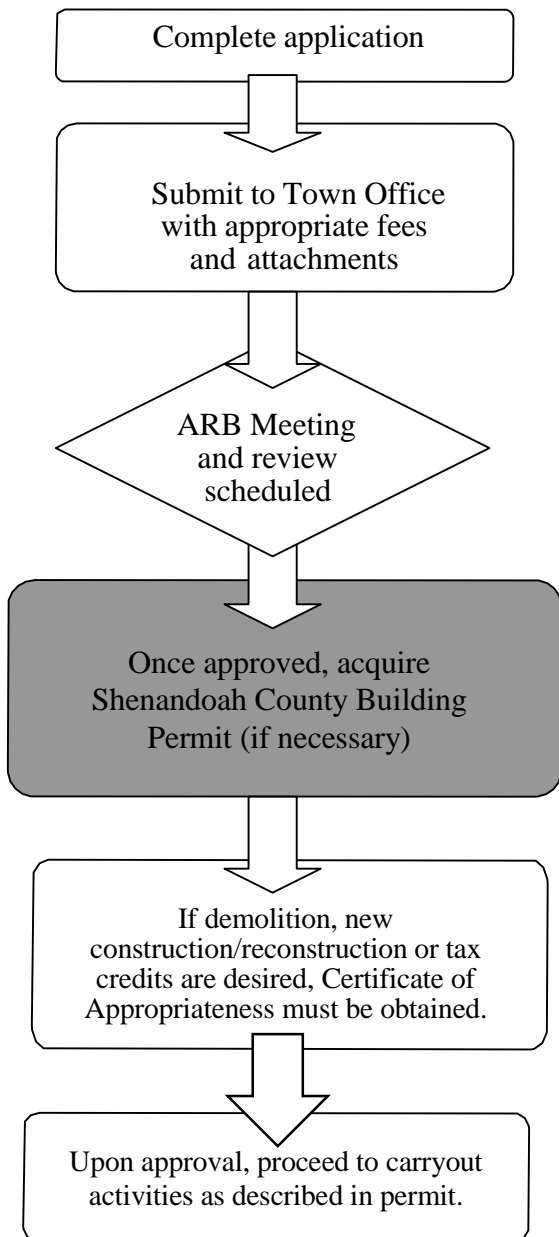 Complete application
Submit to Town Office
with appropriate fees
and attachments
ARB Meeting
and review
scheduled
Once approved, acquire
Shenandoah County Building
Permit (if necessary)
If demolition, new
construction/reconstruction or tax
credits are desired, Certificate of
Appropriateness must be obtained.
Upon approval, proceed to carryout
activities as described in permit.